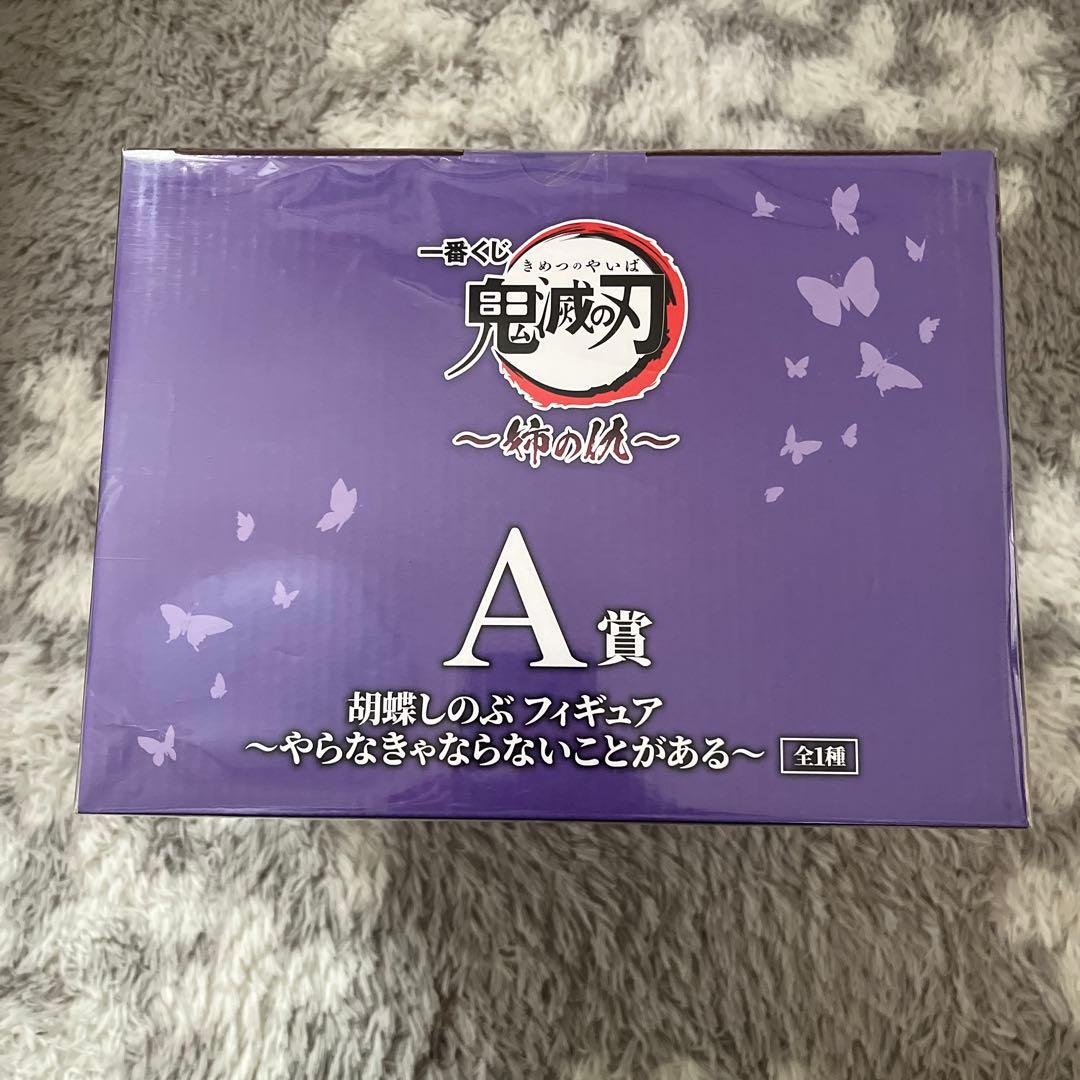 一番くじ
きめつのやいば
鬼滅の刃
～姉の仇～
A賞
胡蝶しのぶ フィギュア
～やらなきゃならないことがある～
全1種